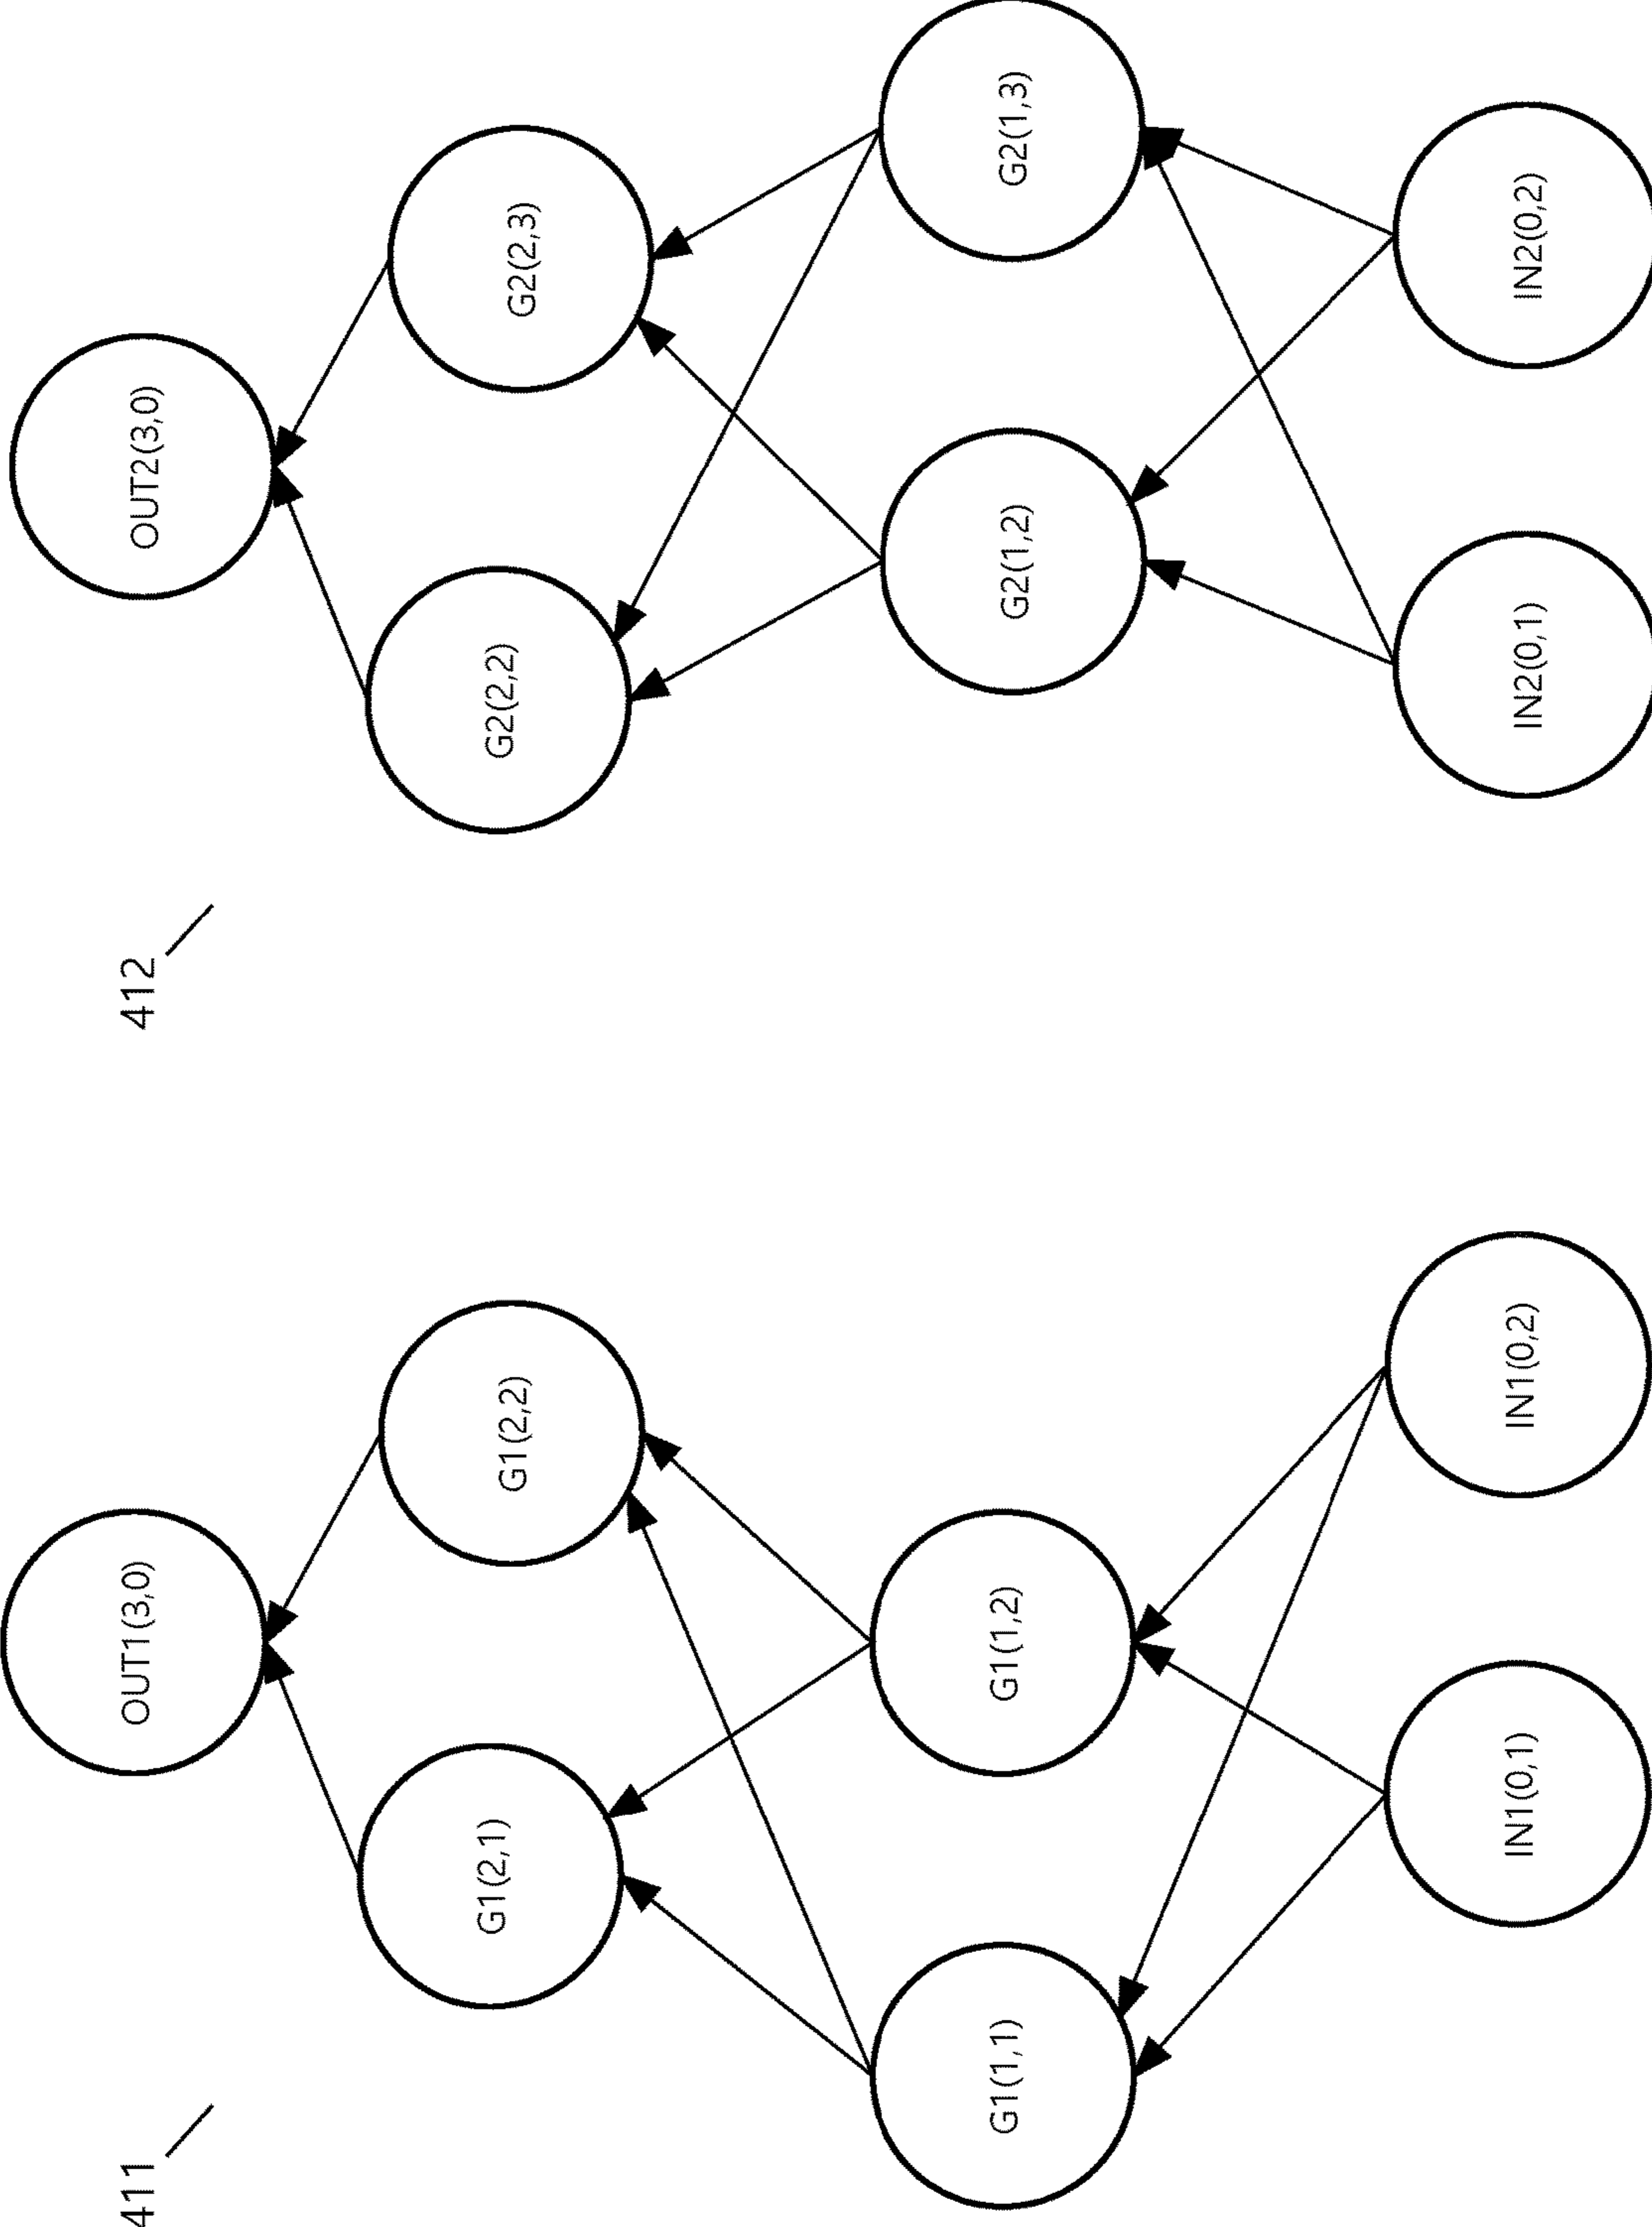 411
412
OUT1(3,0)
OUT2(3,0)
G1(2,1)
G1(2,2)
G2(2,2)
G2(2,3)
G1(1,1)
G1(1,2)
G2(1,2)
G2(1,3)
IN1(0,1)
IN1(0,2)
IN2(0,1)
IN2(0,2)